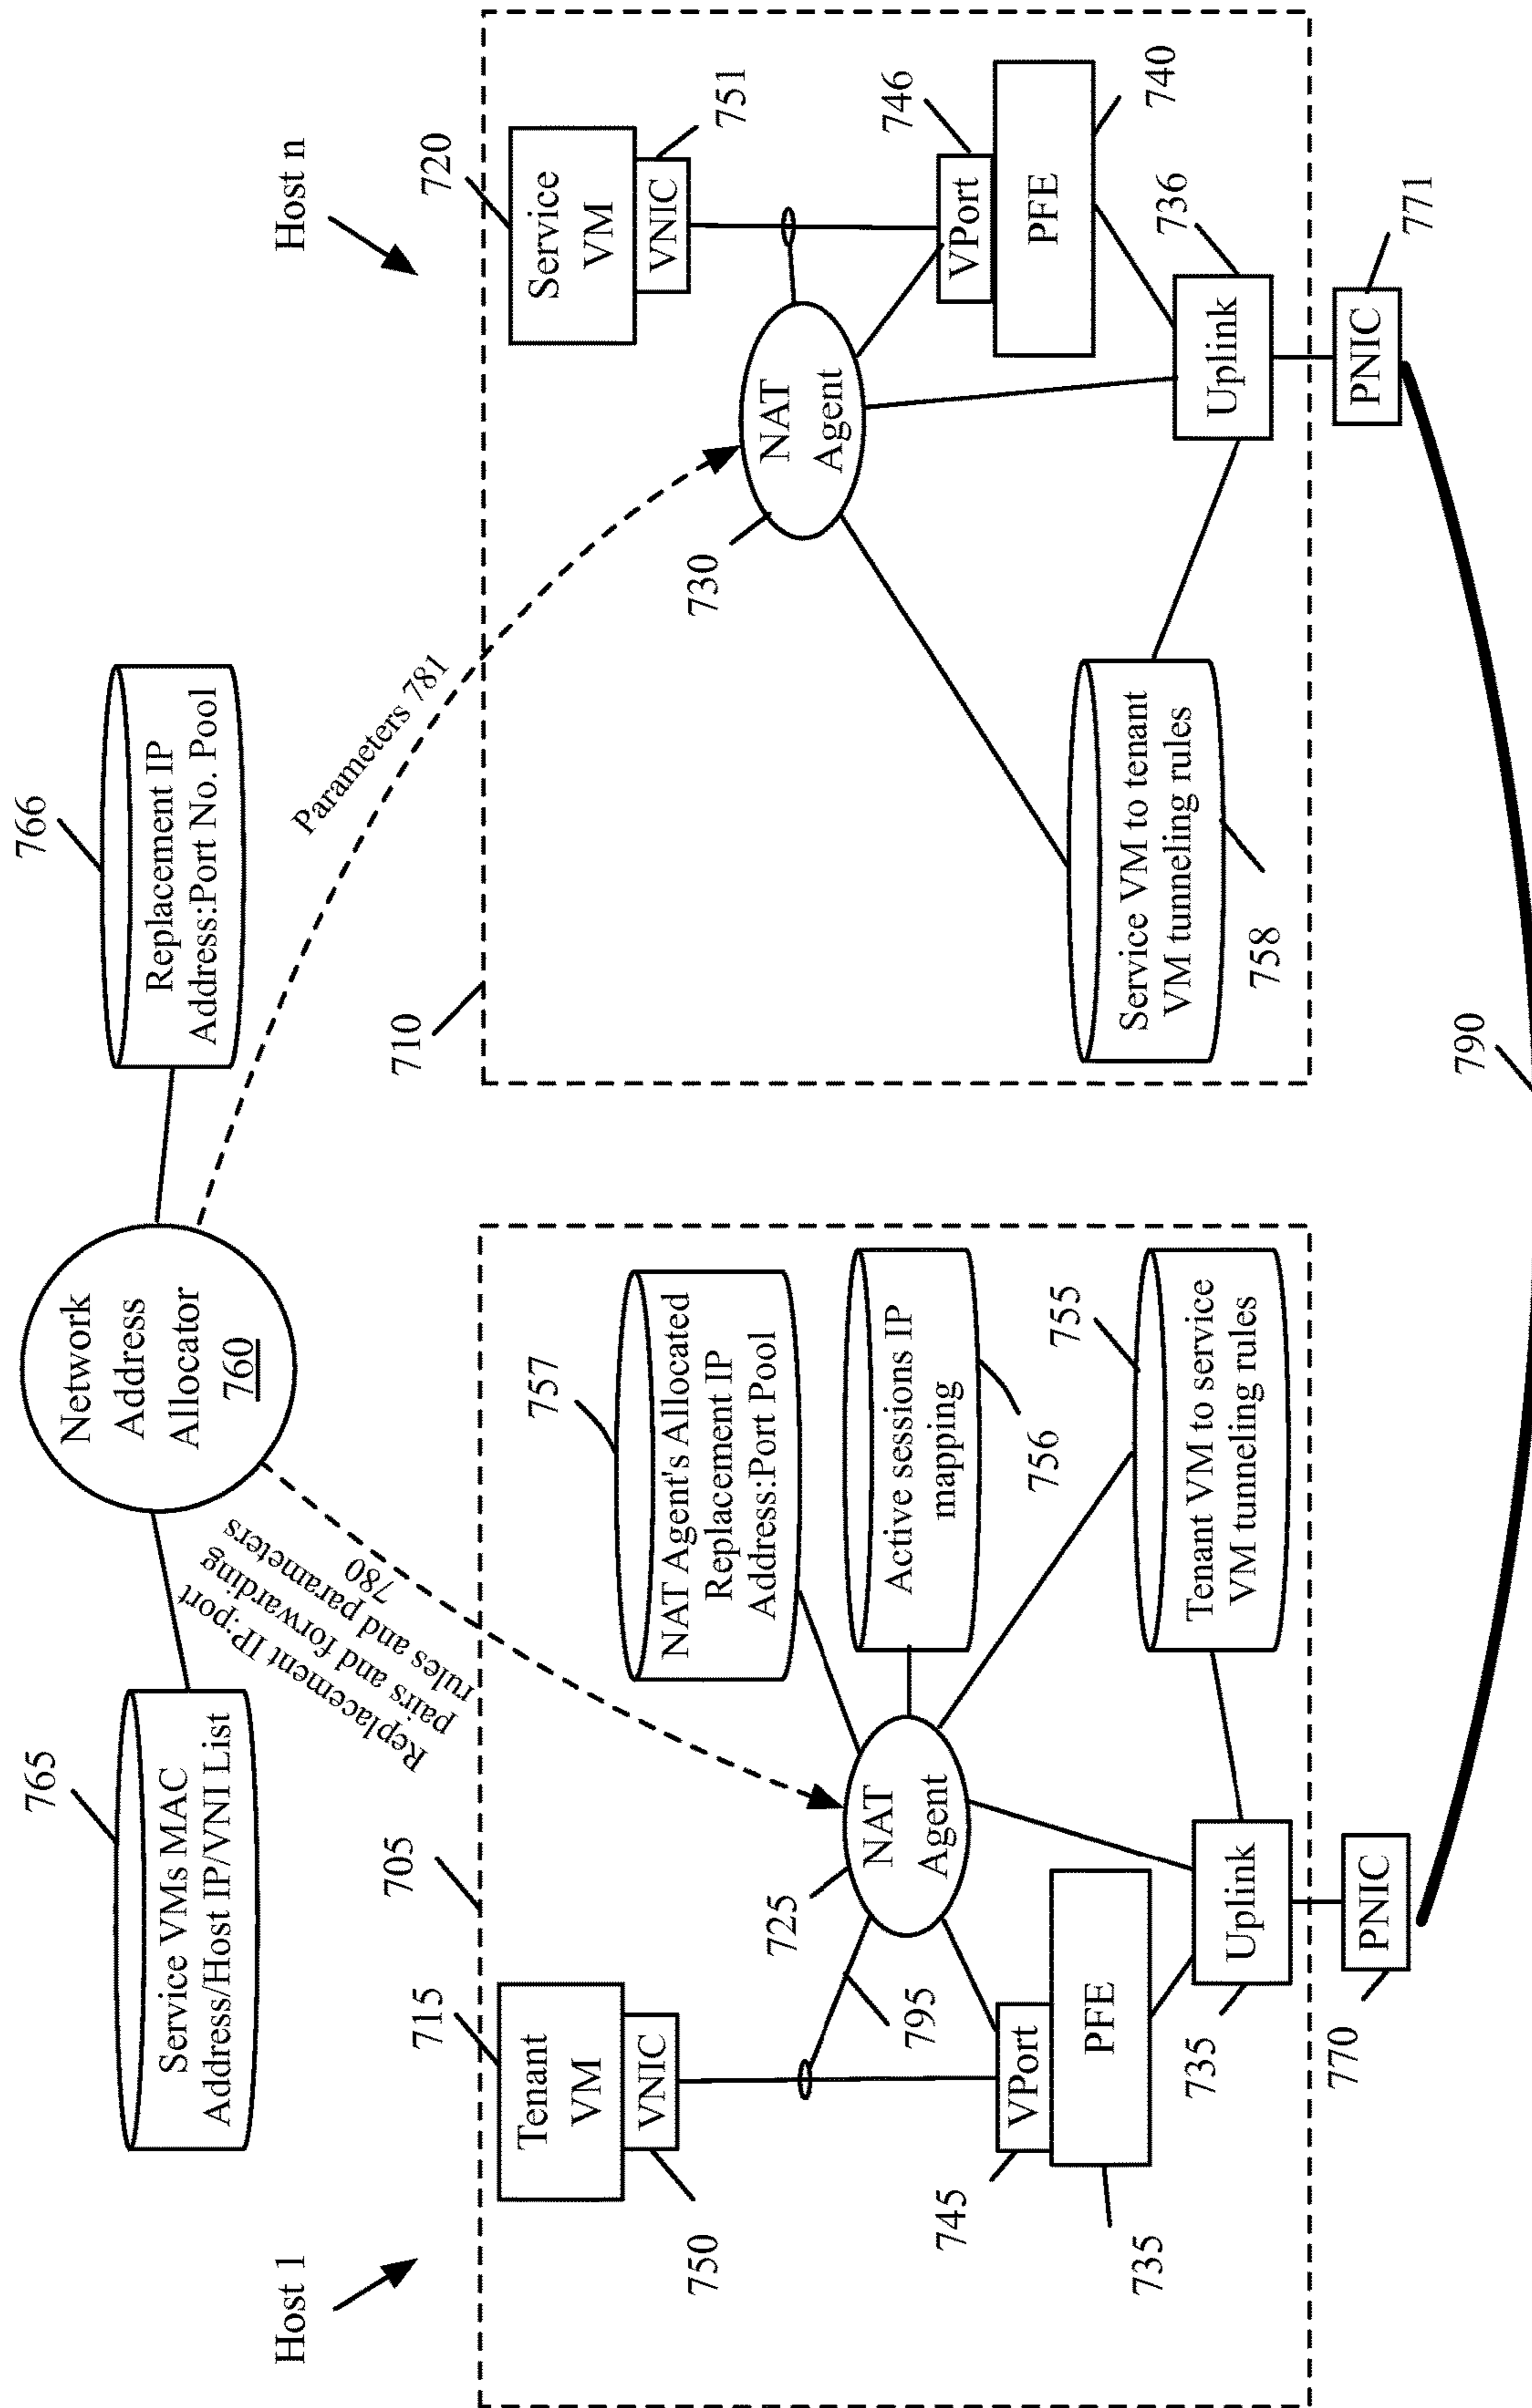 Host 1
765
Service VMs MAC
Address/Host IP/VNI List
Network
Address
Allocator
760
766
Replacement IP
Address:Port No. Pool
Host n
Replacement IP:port
pairs and forwarding
rules and parameters
780
Parameters 781
705
715
Tenant
VM
VNIC
750
725
NAT
Agent
795
745
VPort
PFE
735
Uplink
735
PNIC
770
757
NAT Agent's Allocated
Replacement IP
Address:Port Pool
Active sessions IP
mapping
756
755
Tenant VM to service
VM tunneling rules
710
720
Service
VM
VNIC
751
730
NAT
Agent
746
VPort
PFE
740
736
Uplink
PNIC
771
Service VM to tenant
VM tunneling rules
758
790